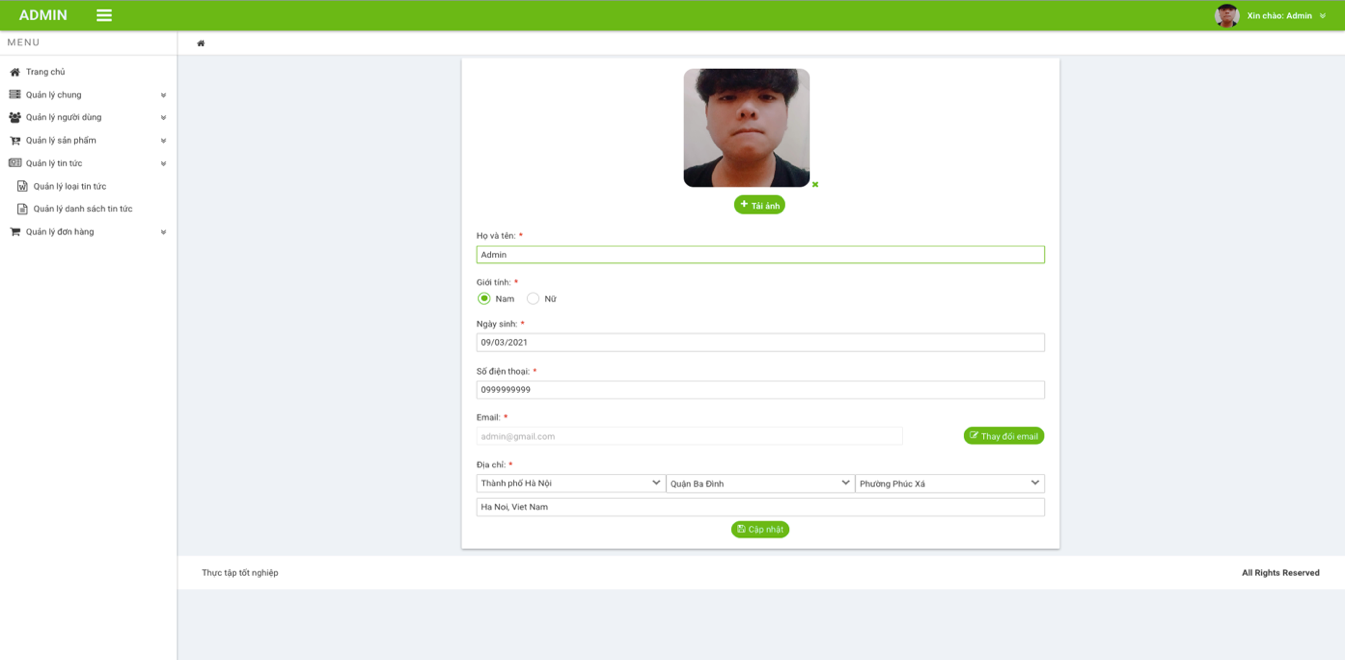 ADMIN
Xin chào: Admin
MENU
Trang chủ
Quản lý chung
Quản lý người dùng
Quản lý sản phẩm
Quản lý tin tức
Quản lý loại tin tức
Quản lý danh sách tin tức
Quản lý đơn hàng
+ Tải ảnh
Họ và tên: *
Admin
Giới tính: *
Nam Nữ
Ngày sinh: *
09/03/2021
Số điện thoại: *
0999999999
Email: *
admin@gmail.com Thay đổi email
Địa chỉ: *
Thành phố Hà Nội Quận Ba Đình Phường Phúc Xá
Ha Noi, Viet Nam
Cập nhật
Thực tập tốt nghiệp All Rights Reserved